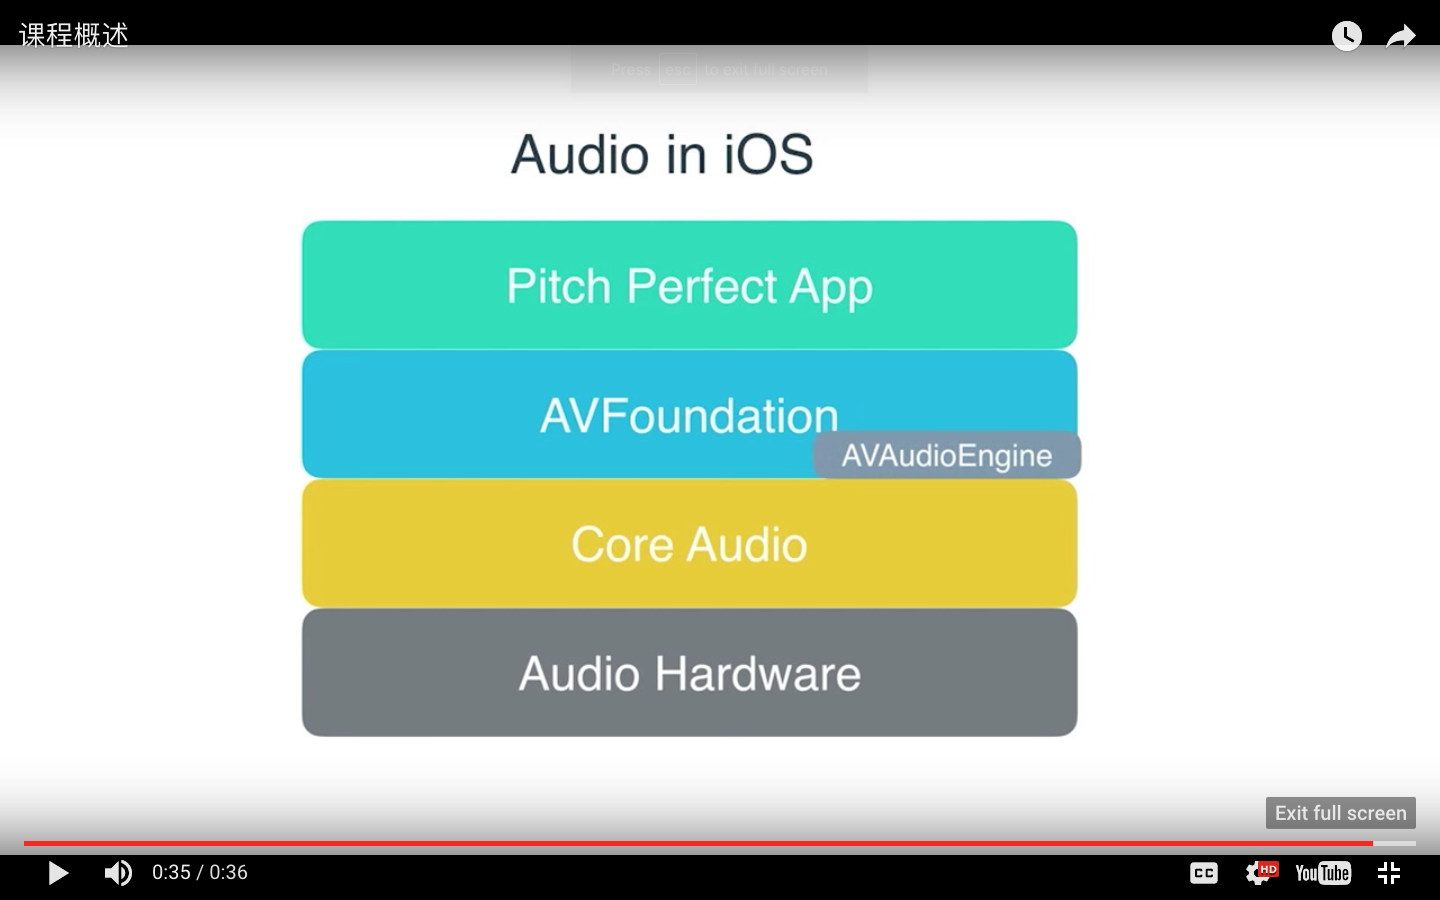 课程概述
Press esc to exit full screen
Audio in iOS
Pitch Perfect App
AVFoundation
AVAudioEngine
Core Audio
Audio Hardware
Exit full screen
0:35 / 0:36
CC
HD
YouTube